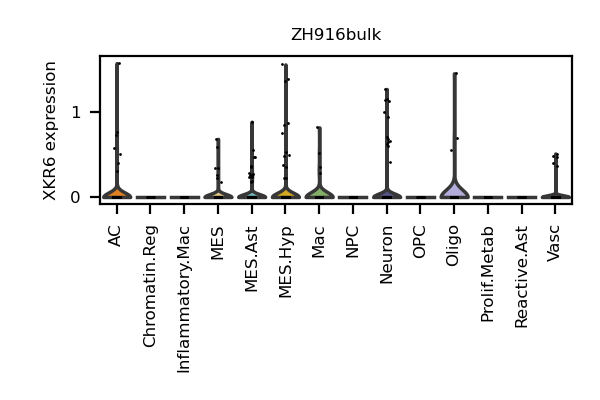 ZH916bulk
XKR6 expression
1
0
AC
Chromatin.Reg
Inflammatory.Mac
MES
MES.Ast
MES.Hyp
Mac
NPC
Neuron
OPC
Oligo
Prolif.Metab
Reactive.Ast
Vasc